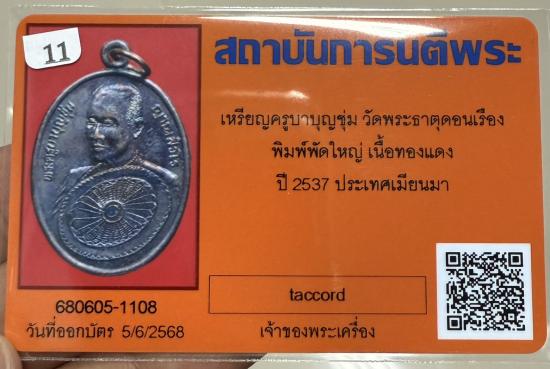 11
สถาบันการันตีพระ
เหรียญครูบาบุญชุ่ม วัดพระธาตุดอนเรือง
พิมพ์พัดใหญ่ เนื้อทองแดง
ปี 2537 ประเทศเมียนมา
680605-1108
วันที่ออกบัตร 5/6/2568
taccord
เจ้าของพระเครื่อง